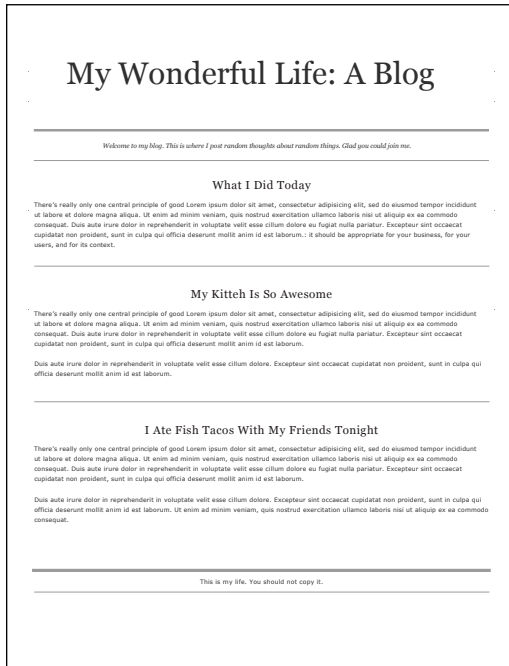 My Wonderful Life: A Blog
Welcome to my blog. This is where I post random thoughts about random things. Glad you could join me.
What I Did Today
There's really only one central principle of good Lorem ipsum dolor sit amet, consectetur adipisicing elit, sed do eiusmod tempor incididunt
ut labore et dolore magna aliqua. Ut enim ad minim veniam, quis nostrud exercitation ullamco laboris nisi ut aliquip ex ea commodo
consequat. Duis aute irure dolor in reprehenderit in voluptate velit esse cillum dolore eu fugiat nulla pariatur. Excepteur sint occaecat
cupidatat non proident, sunt in culpa qui officia deserunt mollit anim id est laborum.: it should be appropriate for your business, for your
users, and for its context.
My Kitteh Is So Awesome
There's really only one central principle of good Lorem ipsum dolor sit amet, consectetur adipisicing elit, sed do eiusmod tempor incididunt
ut labore et dolore magna aliqua. Ut enim ad minim veniam, quis nostrud exercitation ullamco laboris nisi ut aliquip ex ea commodo
consequat. Duis aute irure dolor in reprehenderit in voluptate velit esse cillum dolore eu fugiat nulla pariatur. Excepteur sint occaecat
cupidatat non proident, sunt in culpa qui officia deserunt mollit anim id est laborum.
Duis aute irure dolor in reprehenderit in voluptate velit esse cillum dolore. Excepteur sint occaecat cupidatat non proident, sunt in culpa qui
officia deserunt mollit anim id est laborum.
I Ate Fish Tacos With My Friends Tonight
There's really only one central principle of good Lorem ipsum dolor sit amet, consectetur adipisicing elit, sed do eiusmod tempor incididunt
ut labore et dolore magna aliqua. Ut enim ad minim veniam, quis nostrud exercitation ullamco laboris nisi ut aliquip ex ea commodo
consequat. Duis aute irure dolor in reprehenderit in voluptate velit esse cillum dolore eu fugiat nulla pariatur. Excepteur sint occaecat
cupidatat non proident, sunt in culpa qui officia deserunt mollit anim id est laborum.
Duis aute irure dolor in reprehenderit in voluptate velit esse cillum dolore. Excepteur sint occaecat cupidatat non proident, sunt in culpa qui
officia deserunt mollit anim id est laborum. Ut enim ad minim veniam, quis nostrud exercitation ullamco laboris nisi ut aliquip ex ea commodo
consequat.
This is my life. You should not copy it.